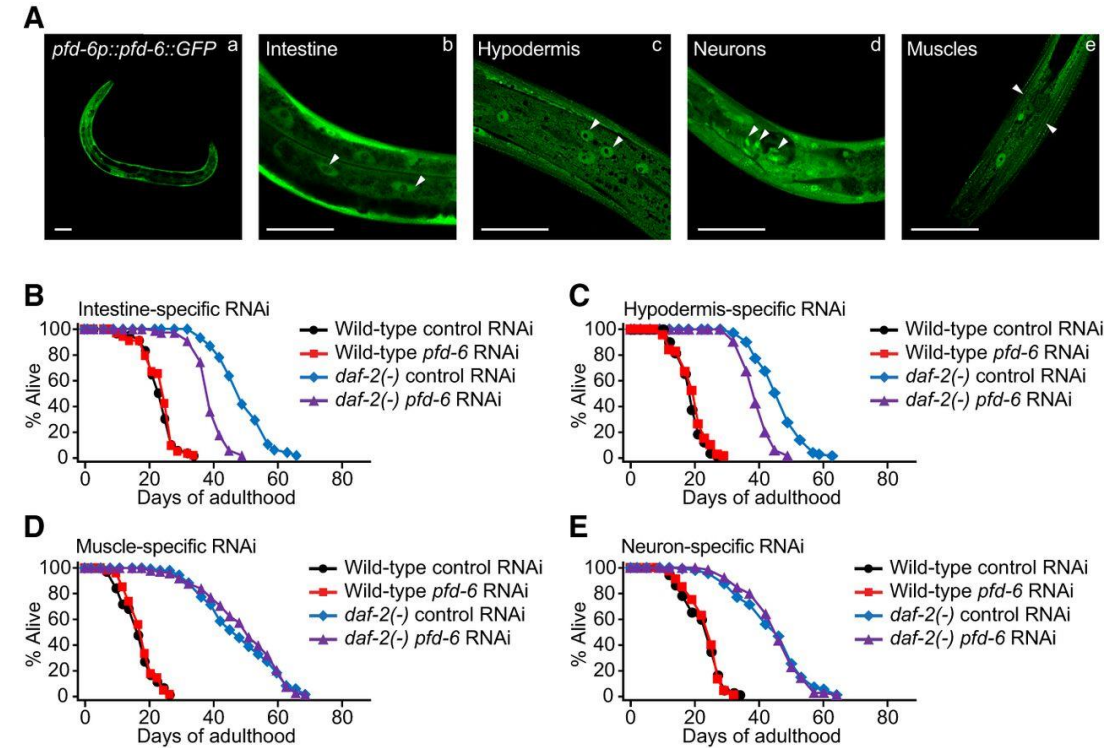 A
pfd-6p::pfd-6::GFP a
Intestine b
Hypodermis c
Neurons d
Muscles e
B
Intestine-specific RNAi
100
80
60
40
20
0
% Alive
0 20 40 60 80
Days of adulthood
Wild-type control RNAi
Wild-type pfd-6 RNAi
daf-2(-) control RNAi
daf-2(-) pfd-6 RNAi
C
Hypodermis-specific RNAi
100
80
60
40
20
0
% Alive
0 20 40 60 80
Days of adulthood
Wild-type control RNAi
Wild-type pfd-6 RNAi
daf-2(-) control RNAi
daf-2(-) pfd-6 RNAi
D
Muscle-specific RNAi
100
80
60
40
20
0
% Alive
0 20 40 60 80
Days of adulthood
Wild-type control RNAi
Wild-type pfd-6 RNAi
daf-2(-) control RNAi
daf-2(-) pfd-6 RNAi
E
Neuron-specific RNAi
100
80
60
40
20
0
% Alive
0 20 40 60 80
Days of adulthood
Wild-type control RNAi
Wild-type pfd-6 RNAi
daf-2(-) control RNAi
daf-2(-) pfd-6 RNAi